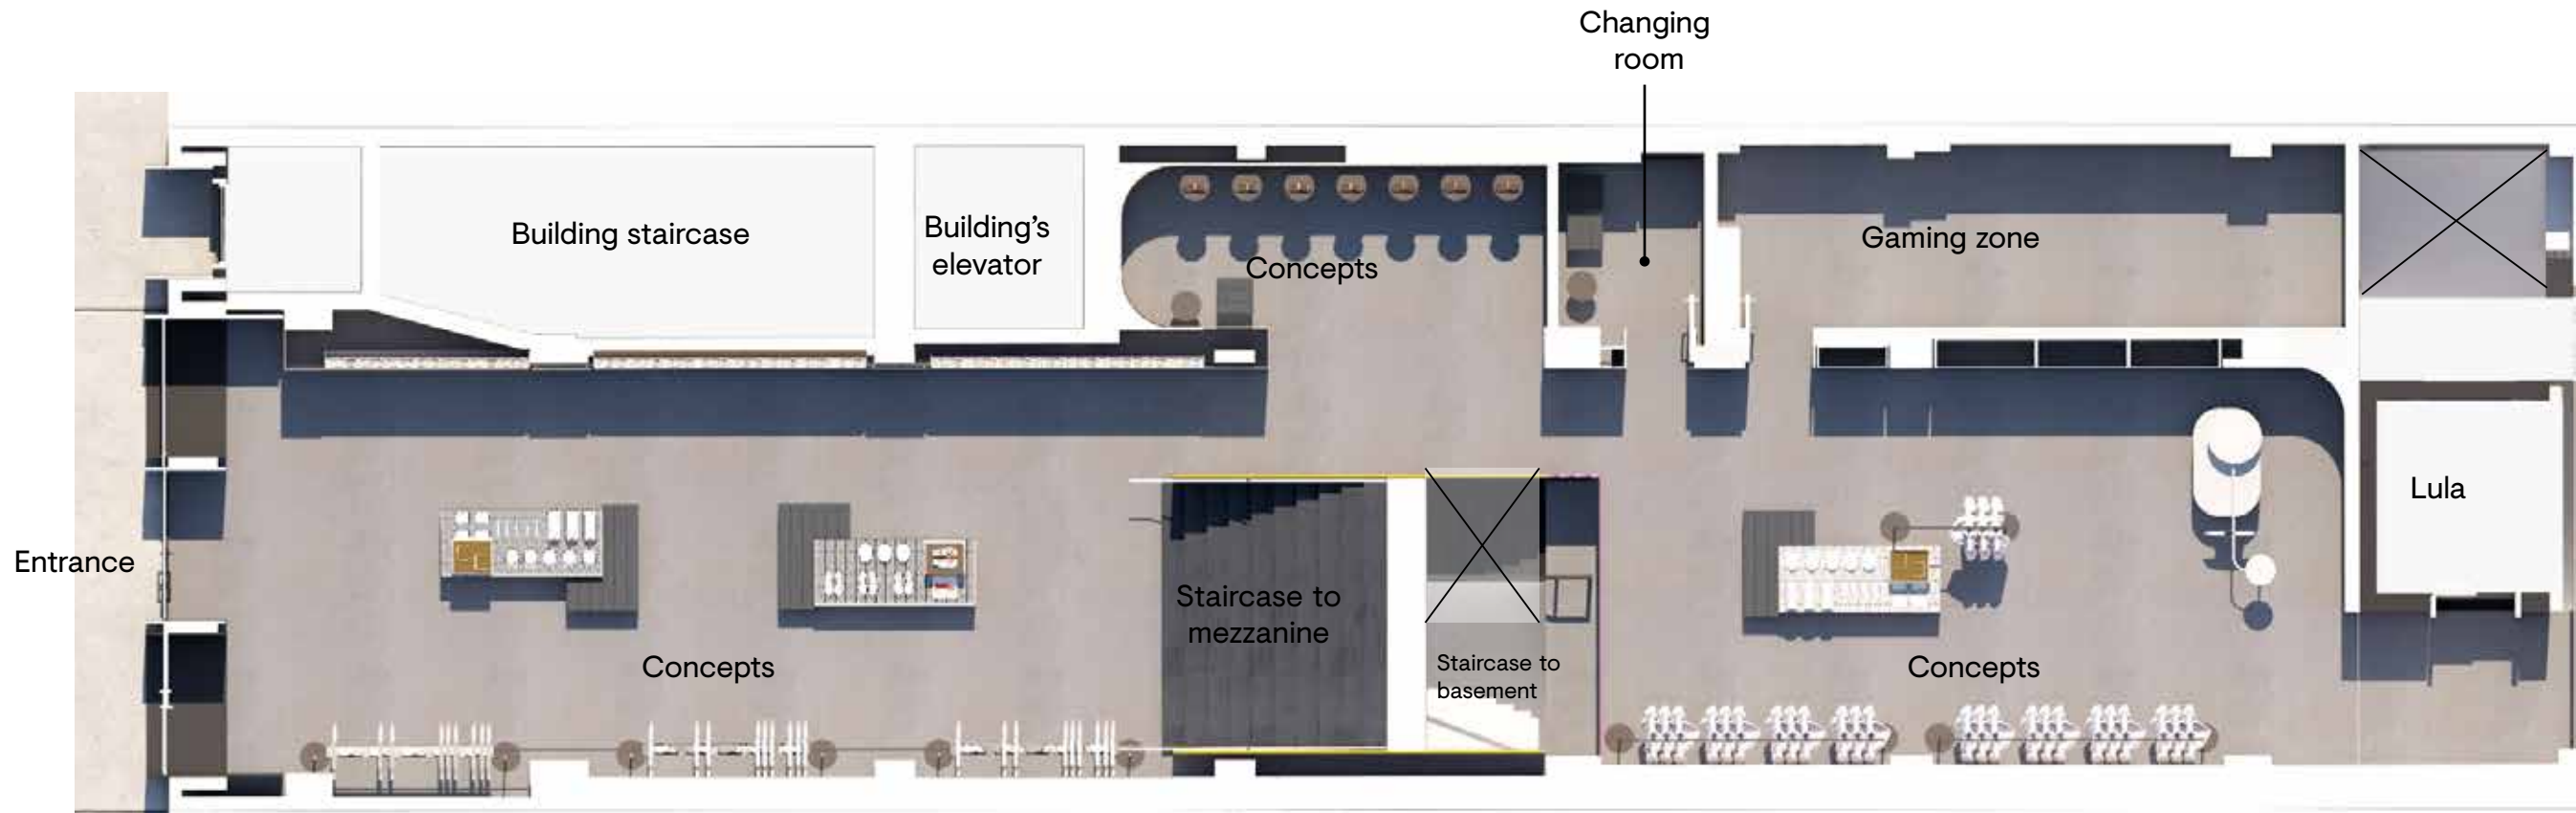 Changing
room
Building staircase
Building’s
elevator
Concepts
Gaming zone
Lula
Entrance
Staircase to
mezzanine
Staircase to
basement
Concepts
Concepts